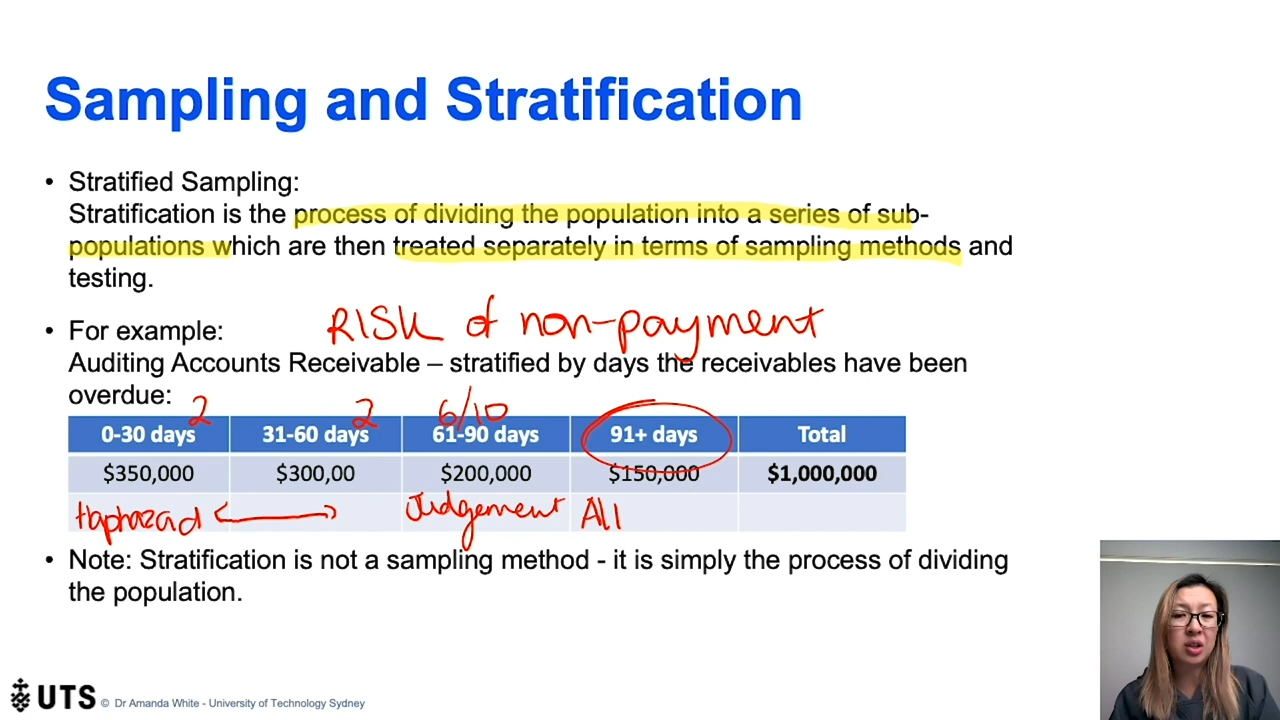 Sampling and Stratification
• Stratified Sampling:
Stratification is the process of dividing the population into a series of sub-
populations which are then treated separately in terms of sampling methods and
testing.
RISK of non-payment
• For example:
Auditing Accounts Receivable – stratified by days the receivables have been
overdue:
2 2 6/10
0-30 days 31-60 days 61-90 days 91+ days Total
$350,000 $300,00 $200,000 $150,000 $1,000,000
Haphazad Judgement All
• Note: Stratification is not a sampling method - it is simply the process of dividing
the population.
UTS © Dr Amanda White - University of Technology Sydney